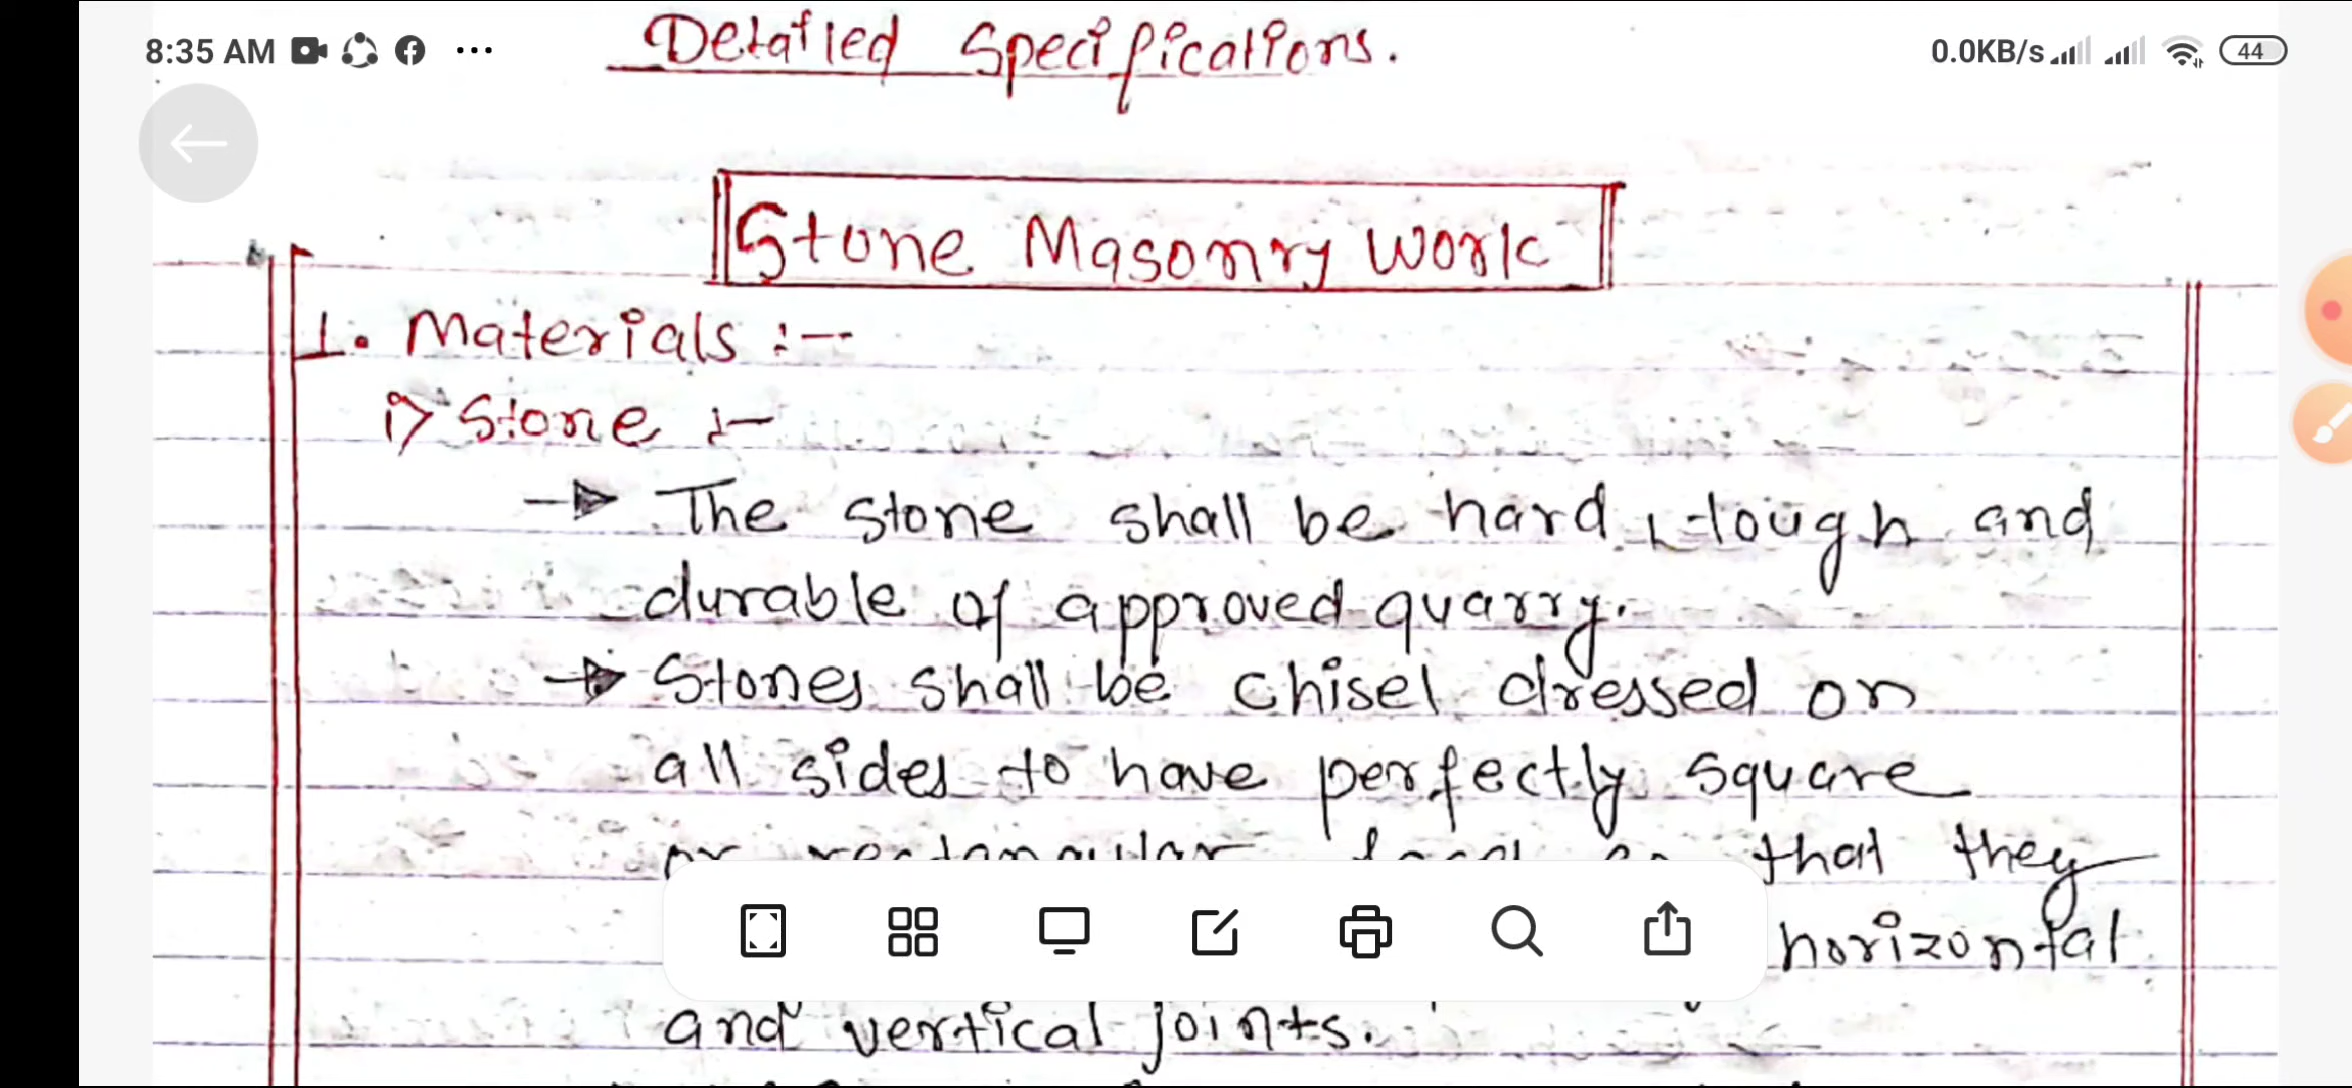 8:35 AM
0.0KB/s
44
Detailed Specifications.
Stone Masonry Work
1. Materials :-
i) Stone :-
The stone shall be hard, tough and
durable of approved quarry.
Stones shall be chisel dressed on
all sides to have perfectly square
or rectangular that they
horizontal
and vertical joints.